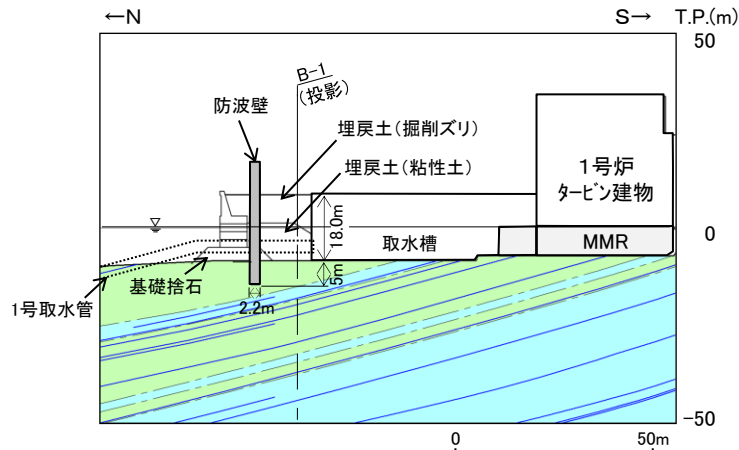 ←N
S→
T.P.(m)
50
B-1
(投影)
防波壁
埋戻土(掘削ズリ)
埋戻土(粘性土)
1号炉
タービン建物
18.0m
0
取水槽
MMR
5m
基礎捨石
1号取水管
2.2m
-50
0
50m